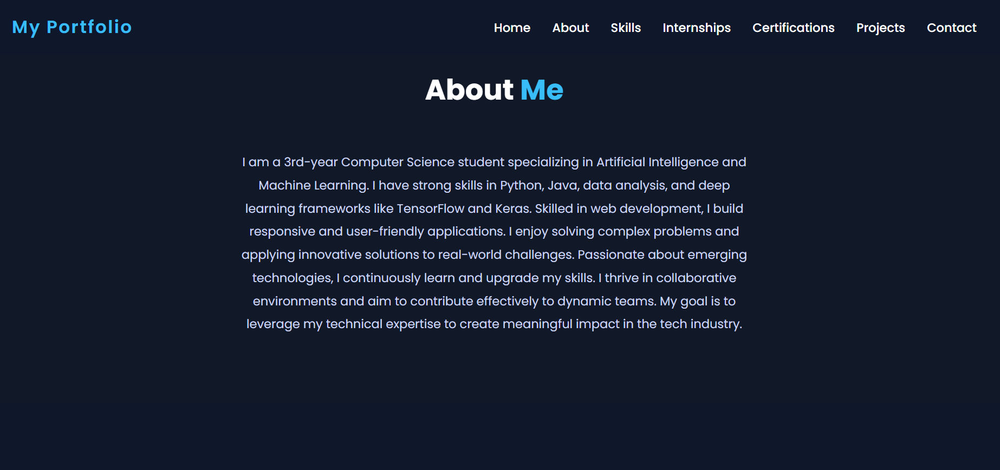 My Portfolio
Home About Skills Internships Certifications Projects Contact
About Me
I am a 3rd-year Computer Science student specializing in Artificial Intelligence and
Machine Learning. I have strong skills in Python, Java, data analysis, and deep
learning frameworks like TensorFlow and Keras. Skilled in web development, I build
responsive and user-friendly applications. I enjoy solving complex problems and
applying innovative solutions to real-world challenges. Passionate about emerging
technologies, I continuously learn and upgrade my skills. I thrive in collaborative
environments and aim to contribute effectively to dynamic teams. My goal is to
leverage my technical expertise to create meaningful impact in the tech industry.